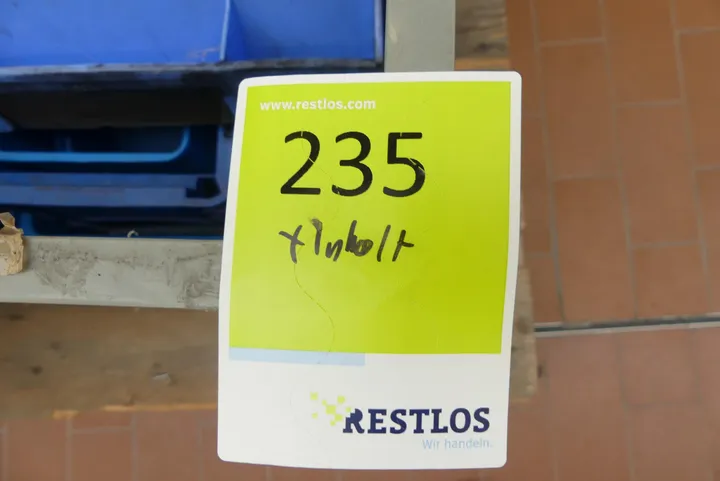 www.restlos.com
235
+ Inhalt
RESTLOS
Wir handeln.